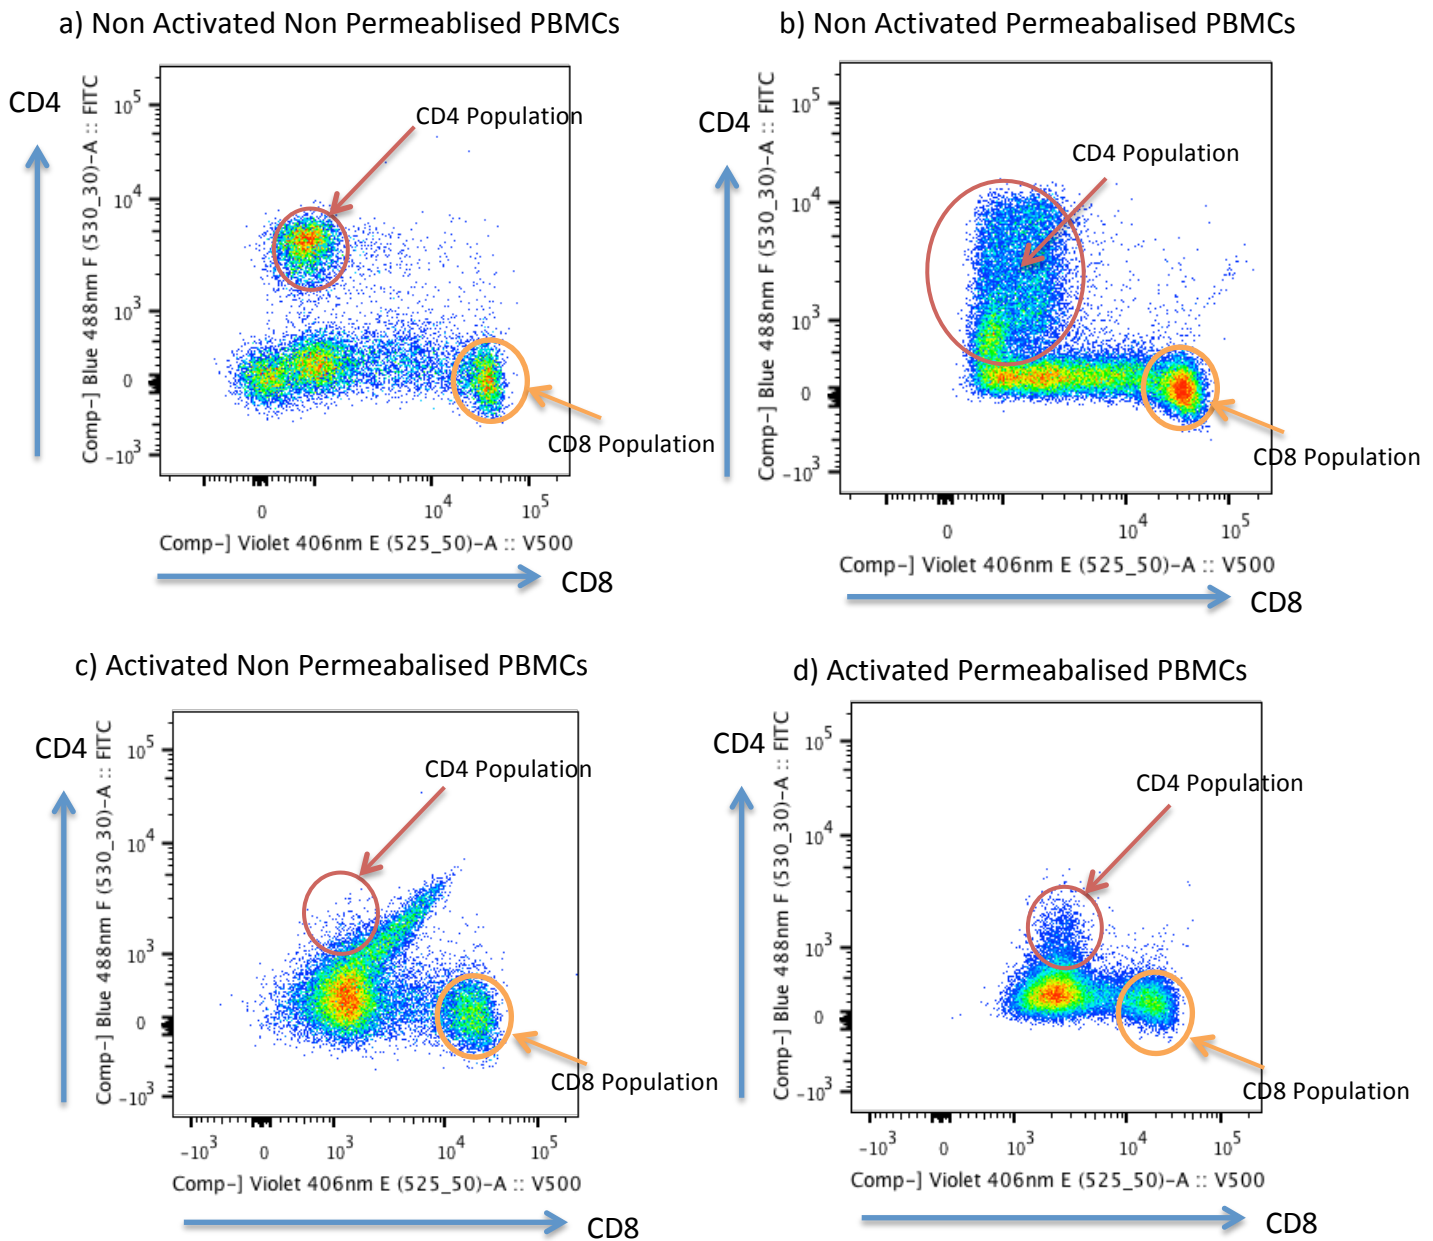 a) Non Activated Non Permeablised PBMCs
CD4
Comp-] Blue 488nm F (530_30)-A :: FITC
10^5
10^4
10^3
0
-10^3
CD4 Population
CD8 Population
0
10^4
10^5
Comp-] Violet 406nm E (525_50)-A :: V500
CD8
b) Non Activated Permeabalised PBMCs
CD4
Comp-] Blue 488nm F (530_30)-A :: FITC
10^5
10^4
10^3
0
-10^3
CD4 Population
CD8 Population
0
10^4
10^5
Comp-] Violet 406nm E (525_50)-A :: V500
CD8
c) Activated Non Permeabalised PBMCs
CD4
Comp-] Blue 488nm F (530_30)-A :: FITC
10^5
10^4
10^3
0
-10^3
CD4 Population
CD8 Population
-10^3
0
10^3
10^4
10^5
Comp-] Violet 406nm E (525_50)-A :: V500
CD8
d) Activated Permeabalised PBMCs
CD4
Comp-] Blue 488nm F (530_30)-A :: FITC
10^5
10^4
10^3
0
-10^3
CD4 Population
CD8 Population
-10^3
0
10^3
10^4
10^5
Comp-] Violet 406nm E (525_50)-A :: V500
CD8